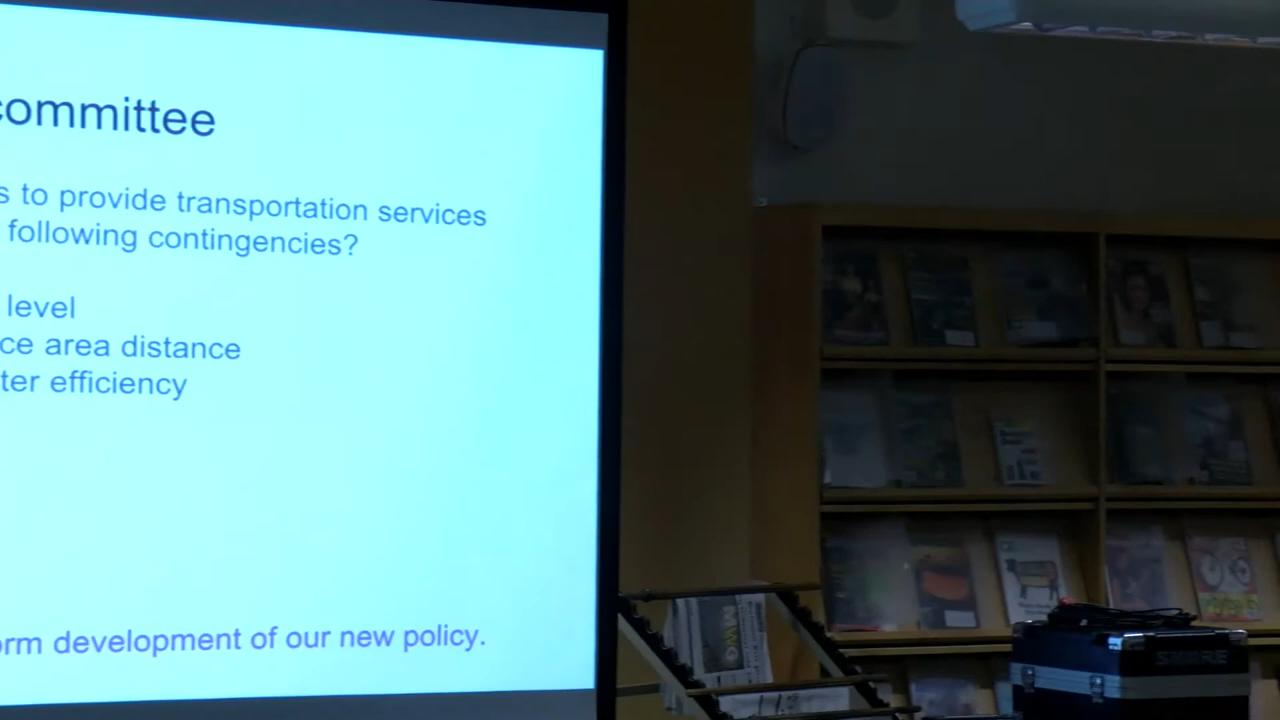 committee
s to provide transportation services
following contingencies?
level
ce area distance
ter efficiency
orm development of our new policy.